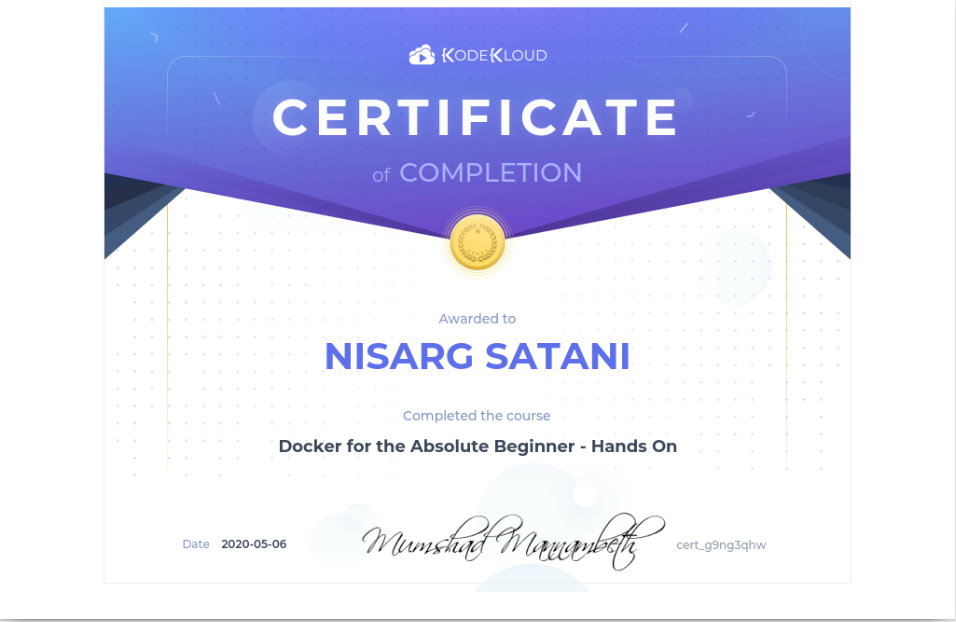 KODEKLOUD
CERTIFICATE
of COMPLETION
Awarded to
NISARG SATANI
Completed the course
Docker for the Absolute Beginner - Hands On
Date 2020-05-06 Mumshad Mannambeth cert_g9ng3qhw